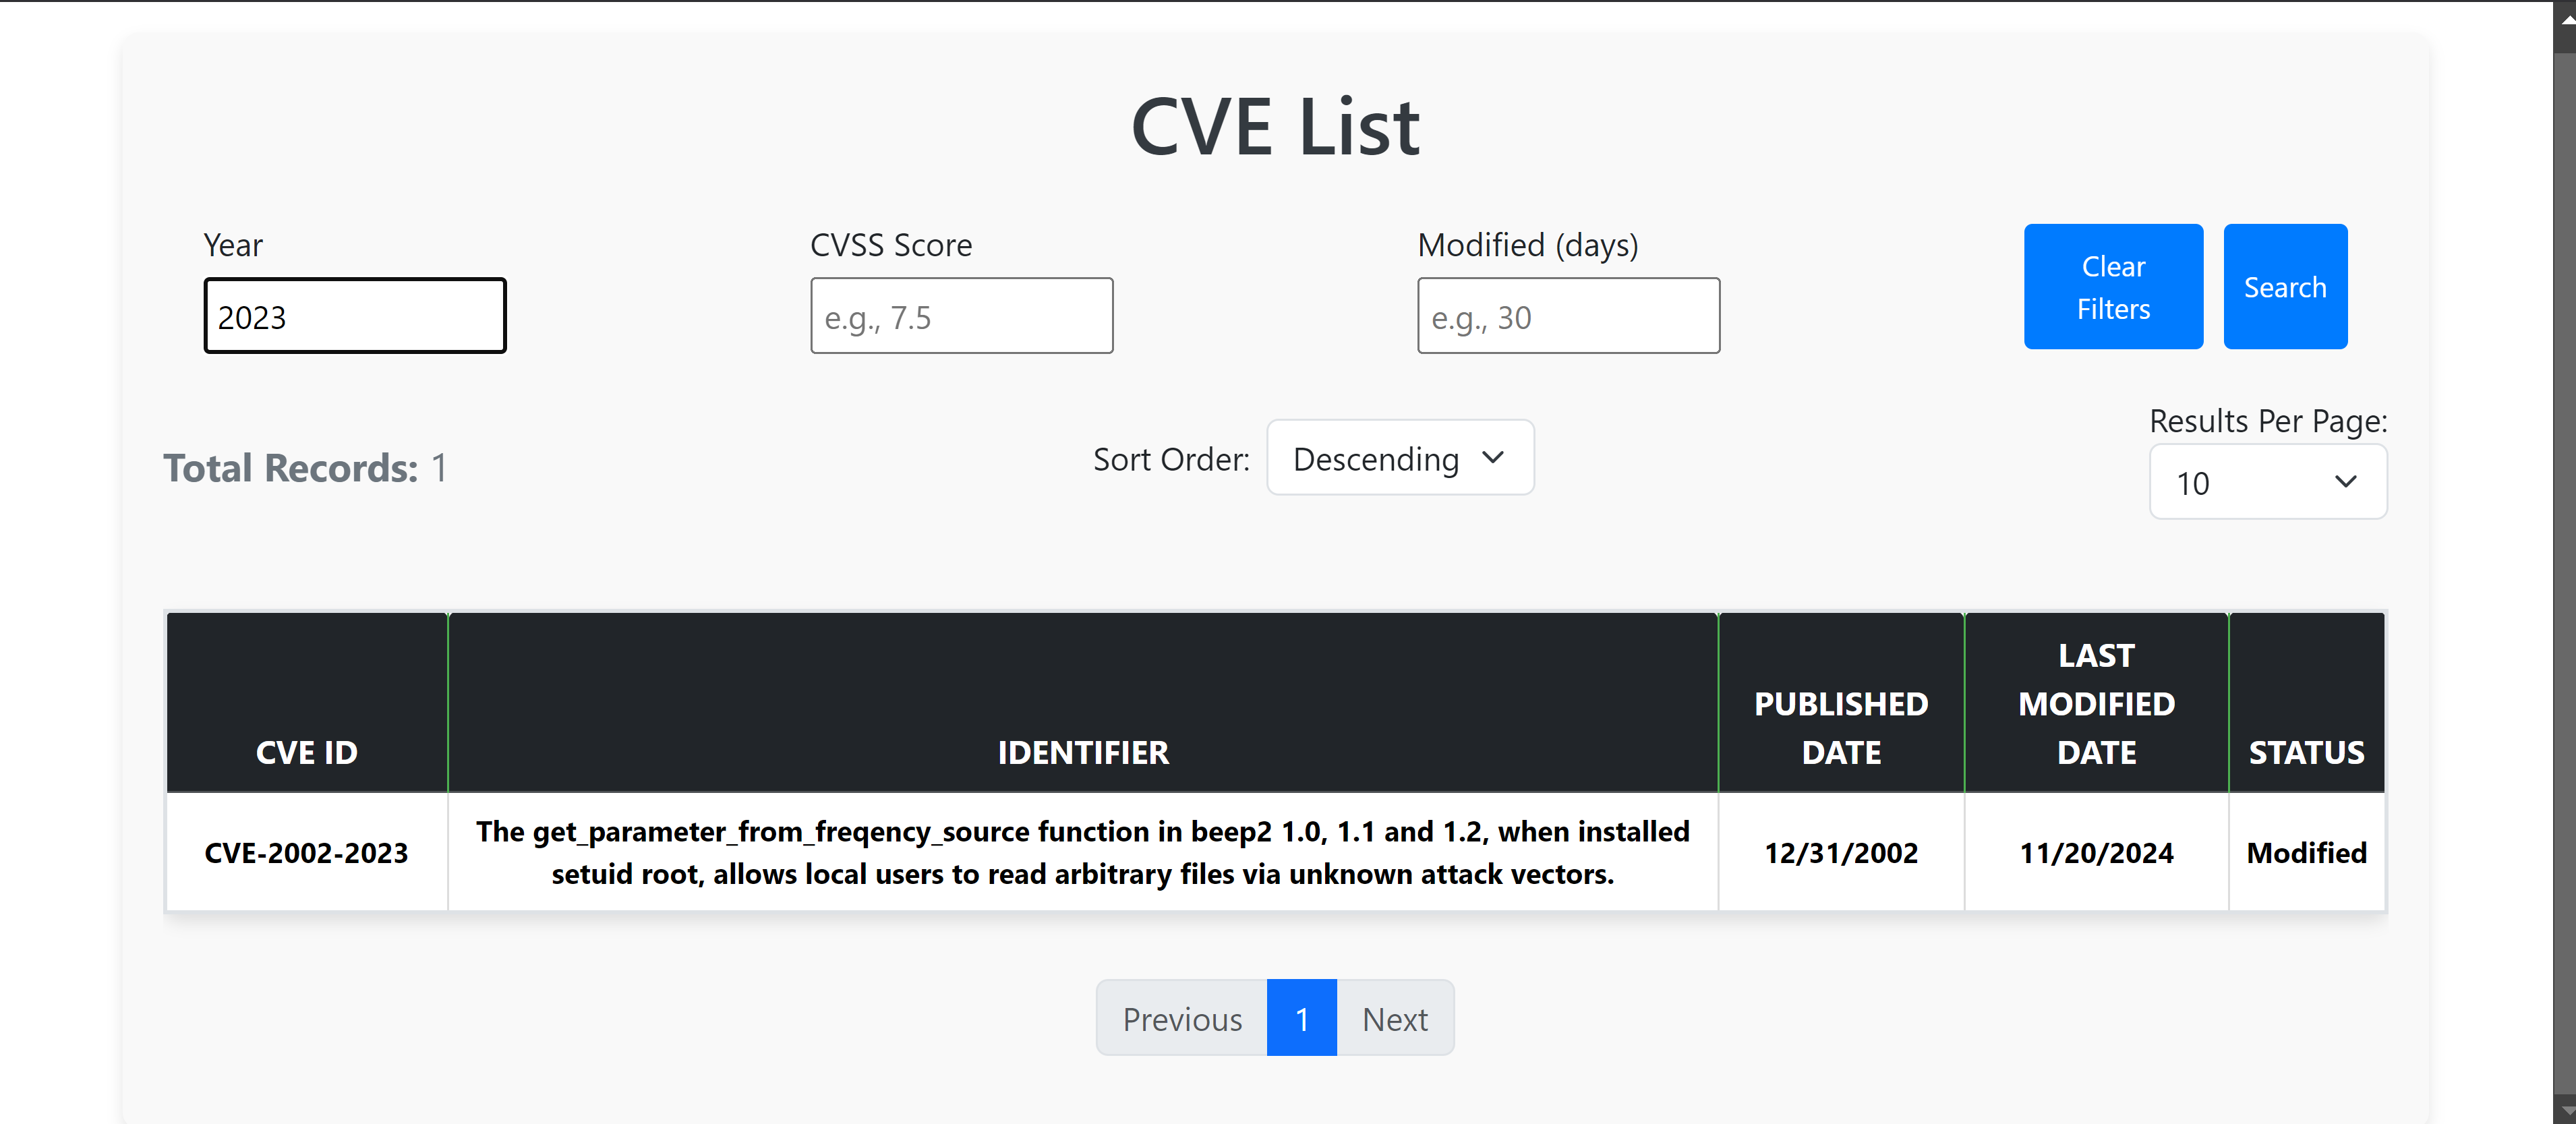 CVE List
Year
CVSS Score
Modified (days)
2023
e.g., 7.5
e.g., 30
Clear
Filters
Search
Total Records: 1
Sort Order:
Descending
Results Per Page:
10
CVE ID
IDENTIFIER
PUBLISHED
DATE
LAST
MODIFIED
DATE
STATUS
CVE-2002-2023
The get_parameter_from_freqency_source function in beep2 1.0, 1.1 and 1.2, when installed
setuid root, allows local users to read arbitrary files via unknown attack vectors.
12/31/2002
11/20/2024
Modified
Previous
1
Next